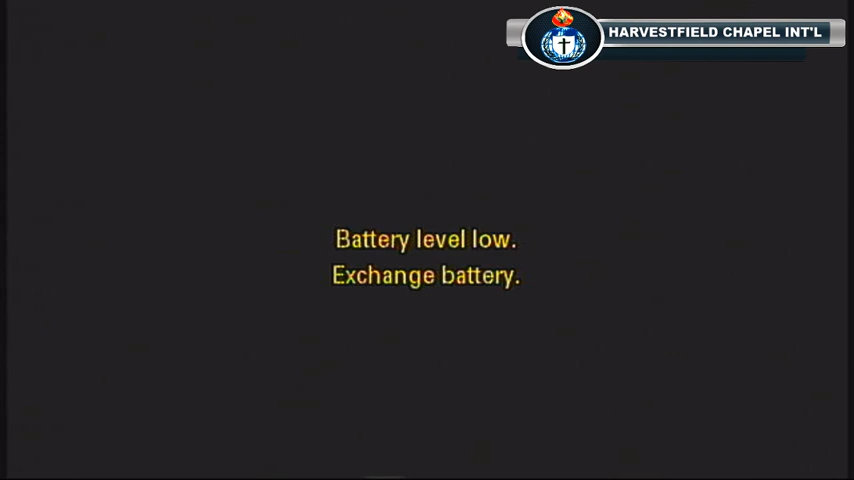 HARVESTFIELD CHAPEL INT'L
Battery level low.
Exchange battery.